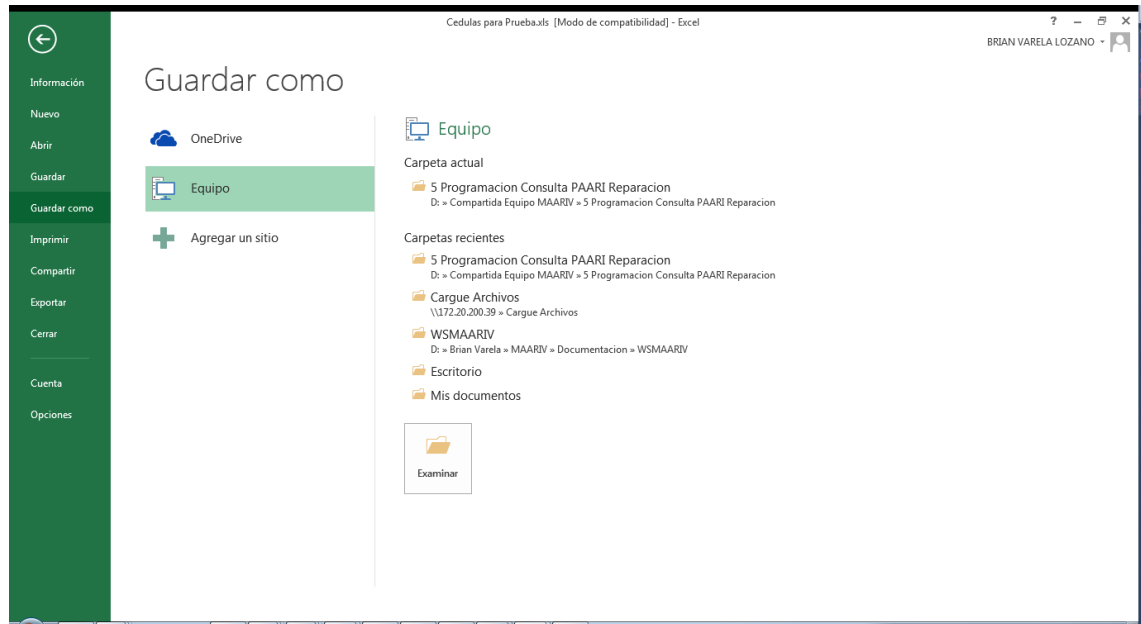 Cedulas para Prueba.xls [Modo de compatibilidad] - Excel
?
BRIAN VARELA LOZANO
Información
Nuevo
Abrir
Guardar
Guardar como
Imprimir
Compartir
Exportar
Cerrar
Cuenta
Opciones
Guardar como
OneDrive
Equipo
Agregar un sitio
Equipo
Carpeta actual
5 Programacion Consulta PAARI Reparacion
D: » Compartida Equipo MAARIV » 5 Programacion Consulta PAARI Reparacion
Carpetas recientes
5 Programacion Consulta PAARI Reparacion
D: » Compartida Equipo MAARIV » 5 Programacion Consulta PAARI Reparacion
Cargue Archivos
\\172.20.200.39 » Cargue Archivos
WSMAARIV
D: » Brian Varela » MAARIV » Documentacion » WSMAARIV
Escritorio
Mis documentos
Examinar